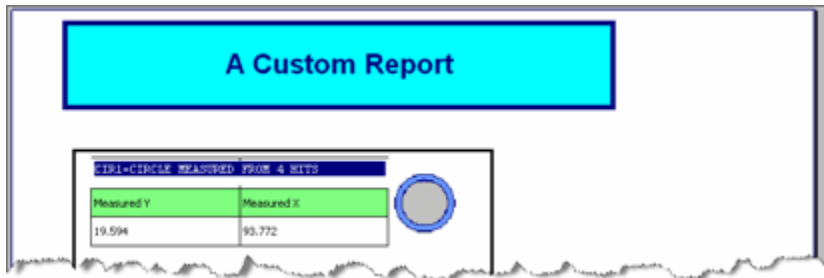 A Custom Report
CIR1=CIRCLE MEASURED FROM 4 HITS
Measured Y Measured X
19.594 93.772